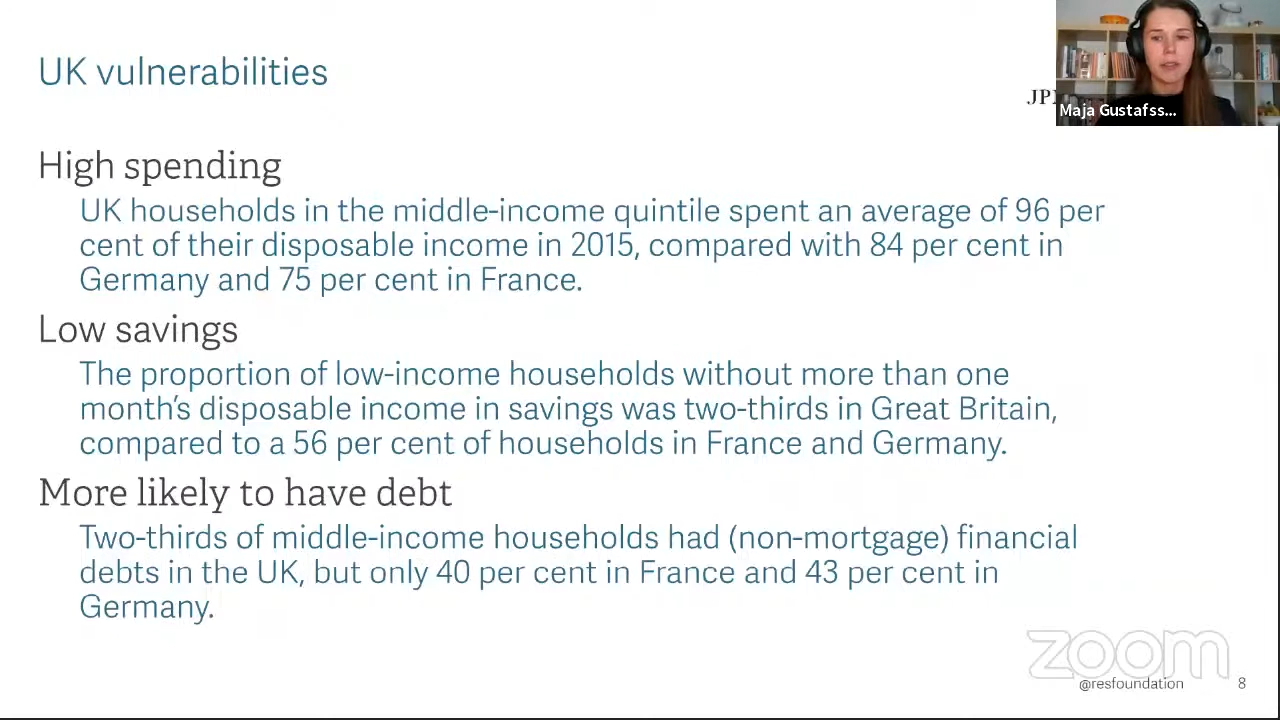 UK vulnerabilities
JP
Maja Gustafss...
High spending
UK households in the middle-income quintile spent an average of 96 per
cent of their disposable income in 2015, compared with 84 per cent in
Germany and 75 per cent in France.
Low savings
The proportion of low-income households without more than one
month's disposable income in savings was two-thirds in Great Britain,
compared to a 56 per cent of households in France and Germany.
More likely to have debt
Two-thirds of middle-income households had (non-mortgage) financial
debts in the UK, but only 40 per cent in France and 43 per cent in
Germany.
zoom
@resfoundation
8